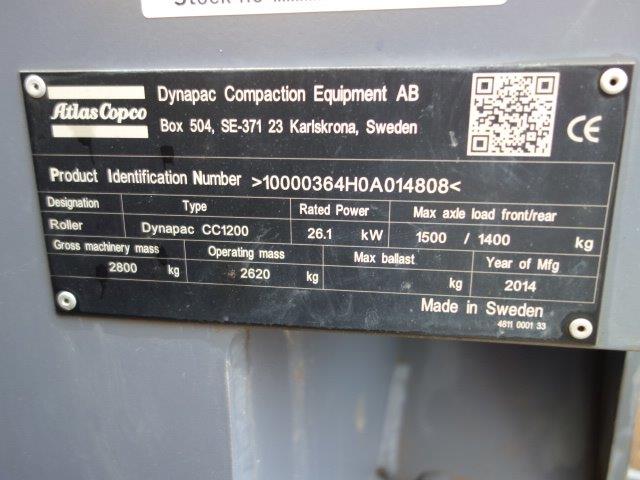 Stock no
Atlas Copco
Dynapac Compaction Equipment AB
Box 504, SE-371 23 Karlskrona, Sweden
CE
Product Identification Number >10000364H0A014808<
Designation Type Rated Power Max axle load front/rear
Roller Dynapac CC1200 26.1 kW 1500 / 1400 kg
Gross machinery mass Operating mass Max ballast Year of Mfg
2800 kg 2620 kg kg 2014
Made in Sweden
4811 0001 33